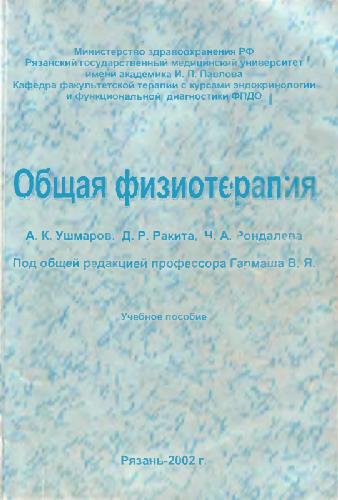 Министерство здравоохранения РФ
Рязанский государственный медицинский университет
имени академика И. П. Павлова
Кафедра факультетской терапии с курсами эндокринологии
и функциональной диагностики ФПДО
Общая физиотерапия
А. К. Ушмаров, Д. Р. Ракита,
Под общей редакцией профессора Гармаша В. Я.
Учебное пособие
Рязань-2002 г.